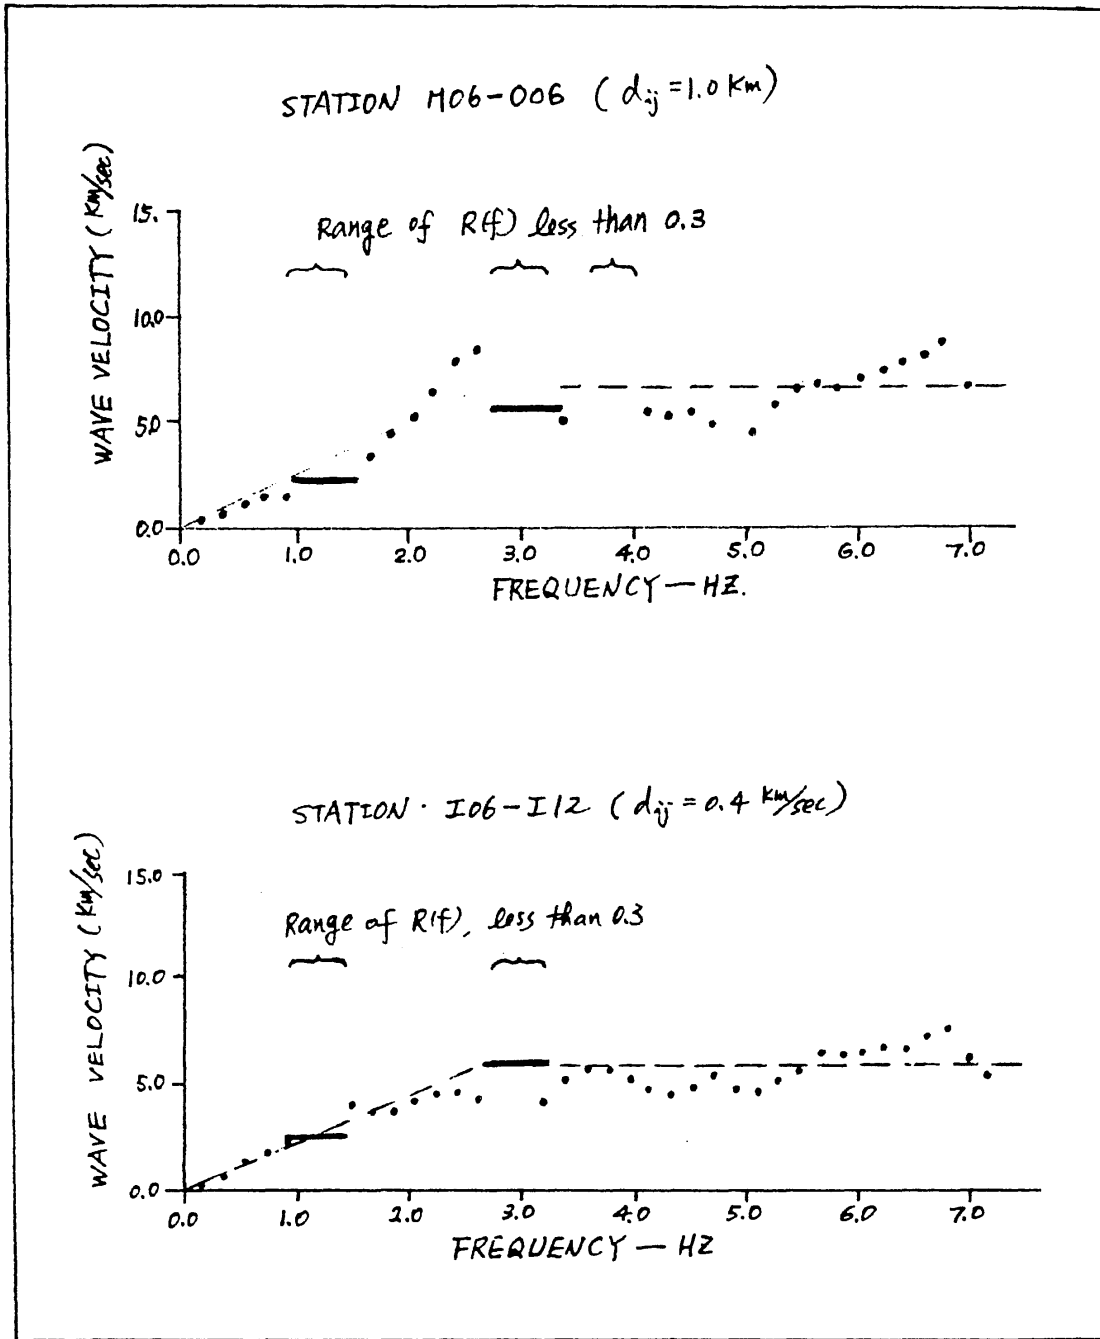 STATION M06-006 ( dij = 1.0 Km)
WAVE VELOCITY ( Km/sec)
15.
10.0
5.0
0.0
Range of R(f) less than 0.3
0.0 1.0 2.0 3.0 4.0 5.0 6.0 7.0
FREQUENCY — HZ.
STATION · I06-I12 ( dij = 0.4 Km/sec)
WAVE VELOCITY ( Km/sec)
15.0
10.0
5.0
0.0
Range of R(f), less than 0.3
0.0 1.0 2.0 3.0 4.0 5.0 6.0 7.0
FREQUENCY — HZ